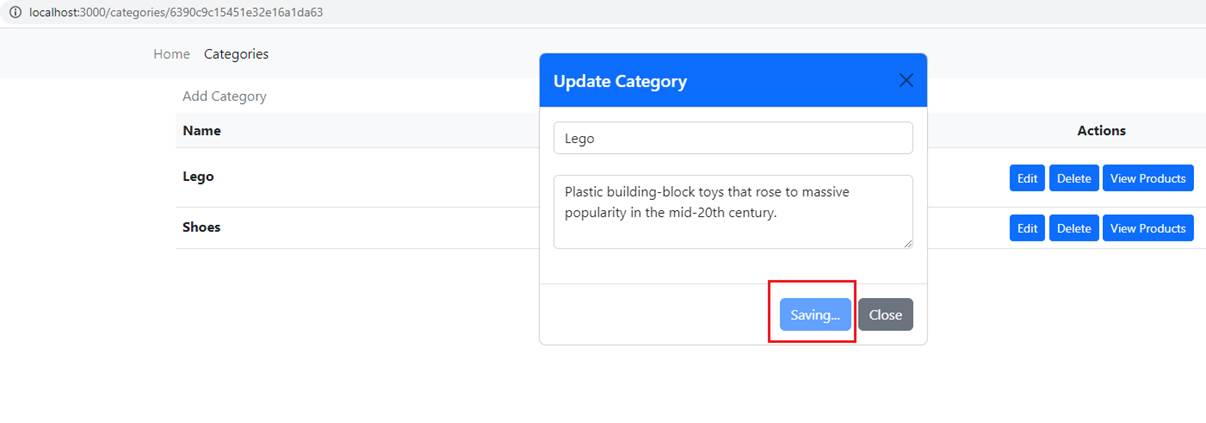 localhost:3000/categories/6390c9c15451e32e16a1da63
Home Categories
Add Category
Name Actions
Lego Edit Delete View Products
Shoes Edit Delete View Products
Update Category
Lego
Plastic building-block toys that rose to massive
popularity in the mid-20th century.
Saving... Close